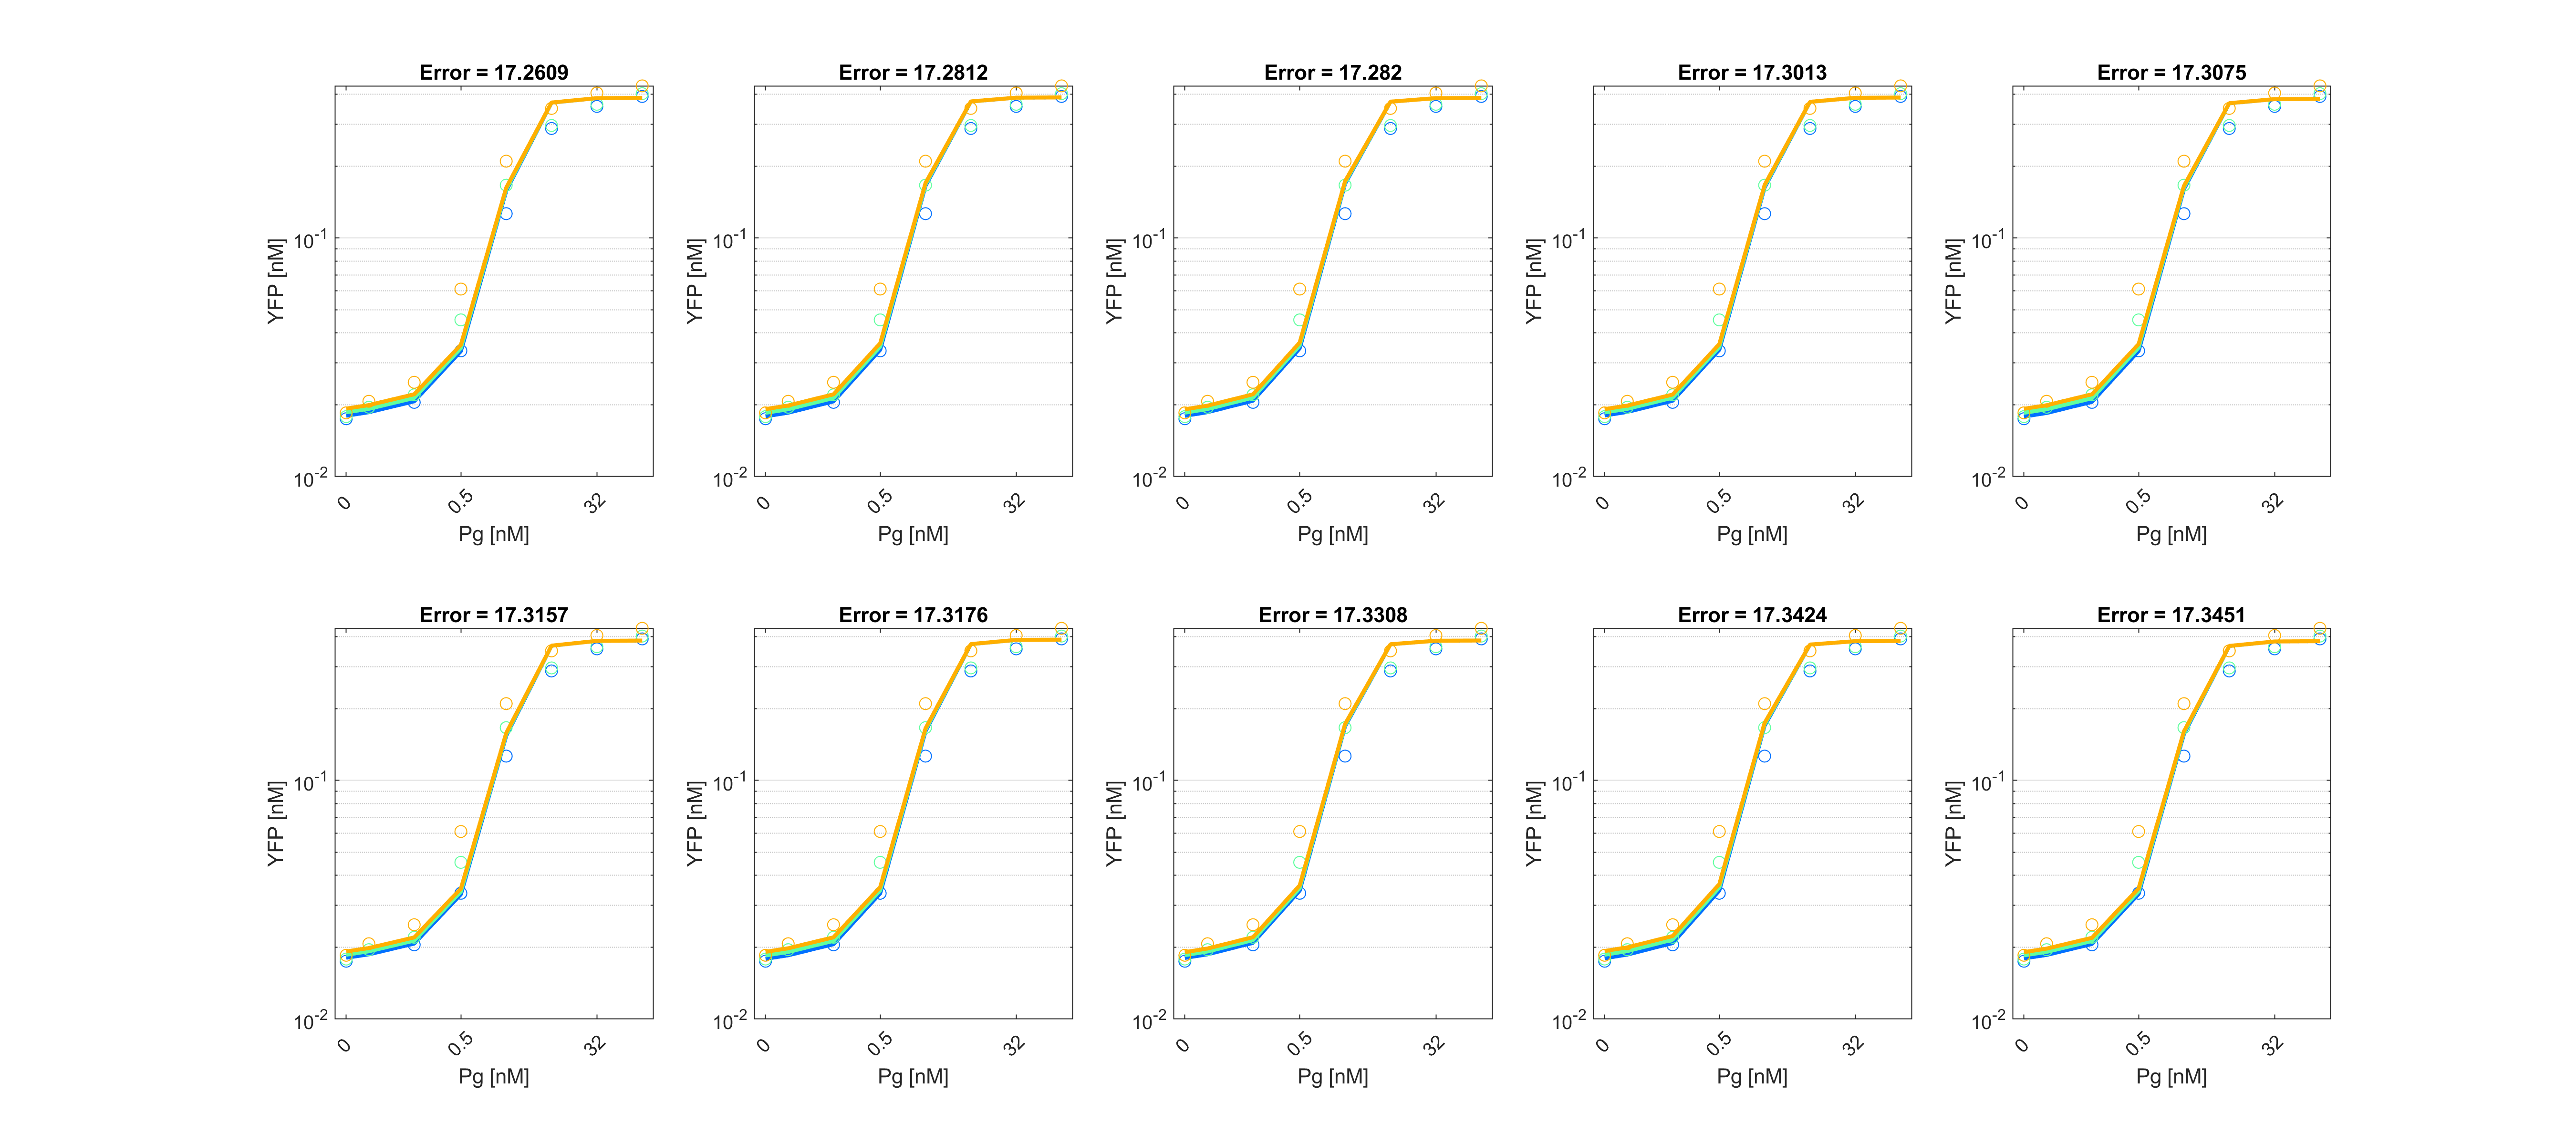 Error = 17.2609
Error = 17.2812
Error = 17.282
Error = 17.3013
Error = 17.3075
YFP [nM]
YFP [nM]
YFP [nM]
YFP [nM]
YFP [nM]
10^-1
10^-1
10^-1
10^-1
10^-1
10^-2
10^-2
10^-2
10^-2
10^-2
0 0.5 32
0 0.5 32
0 0.5 32
0 0.5 32
0 0.5 32
Pg [nM]
Pg [nM]
Pg [nM]
Pg [nM]
Pg [nM]
Error = 17.3157
Error = 17.3176
Error = 17.3308
Error = 17.3424
Error = 17.3451
YFP [nM]
YFP [nM]
YFP [nM]
YFP [nM]
YFP [nM]
10^-1
10^-1
10^-1
10^-1
10^-1
10^-2
10^-2
10^-2
10^-2
10^-2
0 0.5 32
0 0.5 32
0 0.5 32
0 0.5 32
0 0.5 32
Pg [nM]
Pg [nM]
Pg [nM]
Pg [nM]
Pg [nM]